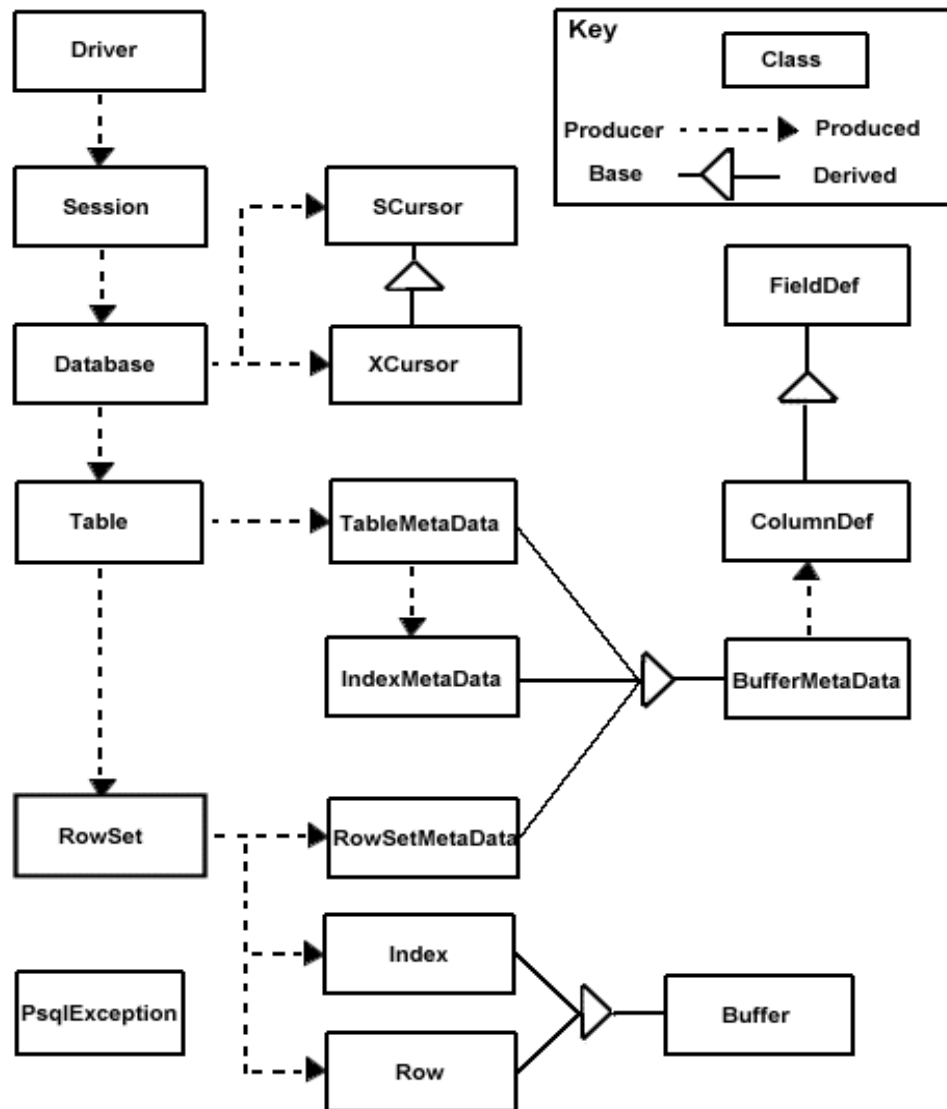 Driver
Key
Class
Producer
Produced
Base
Derived
Session
SCursor
FieldDef
Database
XCursor
Table
TableMetaData
ColumnDef
IndexMetaData
BufferMetaData
RowSet
RowSetMetaData
Index
PsqlException
Buffer
Row